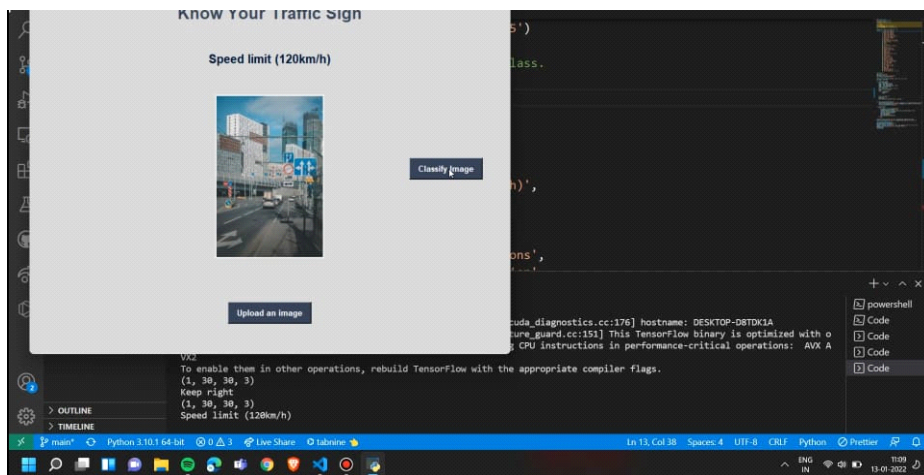 Know Your Traffic Sign
Speed limit (120km/h)
Classify Image
Upload an image
S')
lass.
h)',
ons',
cuda_diagnostics.cc:176] hostname: DESKTOP-D8TDK1A
ture_guard.cc:151] This TensorFlow binary is optimized with o
g CPU instructions in performance-critical operations:  AVX A
VX2
To enable them in other operations, rebuild TensorFlow with the appropriate compiler flags.
(1, 30, 30, 3)
Keep right
(1, 30, 30, 3)
Speed limit (120km/h)
powershell
Code
Code
Code
Code
2
> OUTLINE
> TIMELINE
main* Python 3.10.1 64-bit 0 3 Live Share tabnine Ln 13, Col 38 Spaces: 4 UTF-8 CRLF Python Prettier
ENG
IN
11:09
13-01-2022